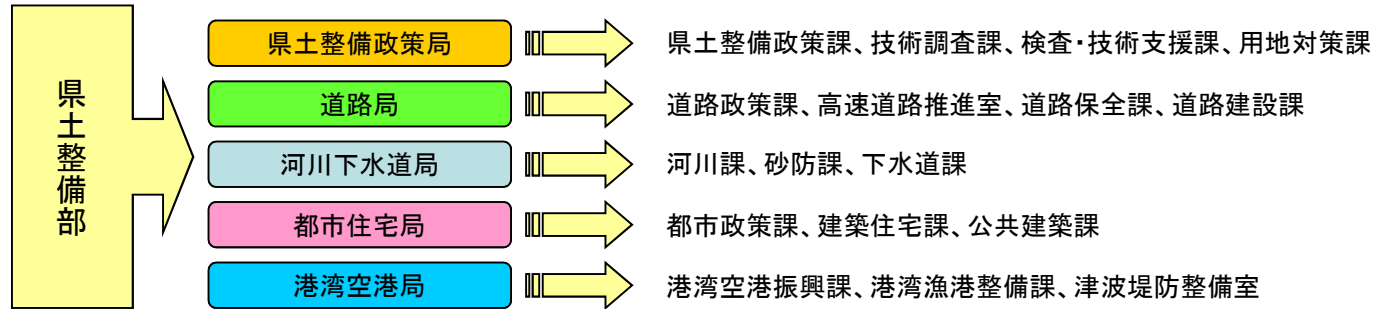 県土整備部
県土整備政策局
県土整備政策課、技術調査課、検査・技術支援課、用地対策課
道路局
道路政策課、高速道路推進室、道路保全課、道路建設課
河川下水道局
河川課、砂防課、下水道課
都市住宅局
都市政策課、建築住宅課、公共建築課
港湾空港局
港湾空港振興課、港湾漁港整備課、津波堤防整備室